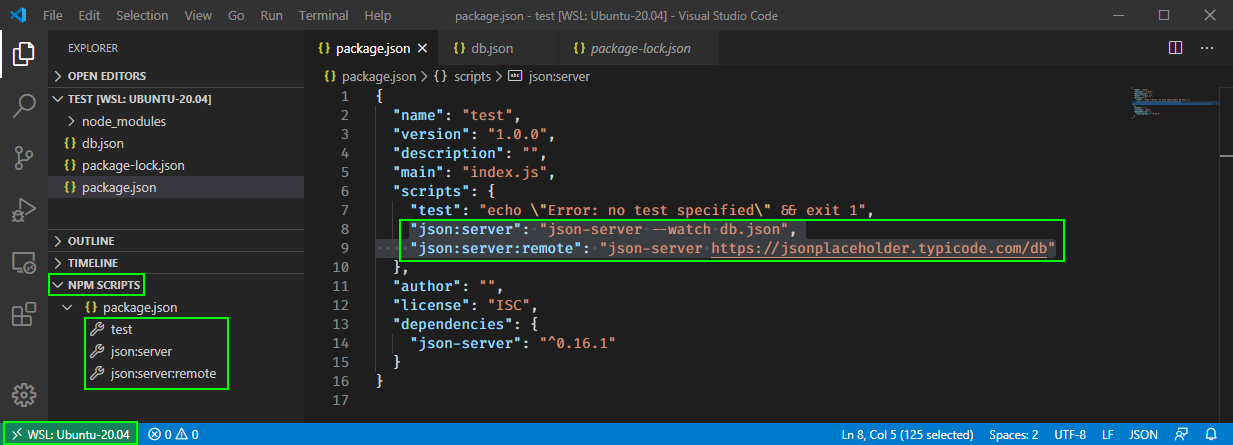 File Edit View Go Run Terminal Help package.json - test [WSL: Ubuntu-20.04] - Visual Studio Code
EXPLORER
OPEN EDITORS
TEST [WSL: UBUNTU-20.04]
node_modules
{} db.json
{} package-lock.json
{} package.json
OUTLINE
TIMELINE
NPM SCRIPTS
{} package.json
test
json:server
json:server:remote
{} package.json {} db.json {} package-lock.json
{} package.json > {} scripts > abc json:server
1 {
2 "name": "test",
3 "version": "1.0.0",
4 "description": "",
5 "main": "index.js",
6 "scripts": {
7 "test": "echo \"Error: no test specified\" && exit 1",
8 "json:server": "json-server --watch db.json",
9 "json:server:remote": "json-server https://jsonplaceholder.typicode.com/db"
10 },
11 "author": "",
12 "license": "ISC",
13 "dependencies": {
14 "json-server": "^0.16.1"
15 }
16 }
17
WSL: Ubuntu-20.04 0 0 Ln 8, Col 5 (125 selected) Spaces: 2 UTF-8 LF JSON